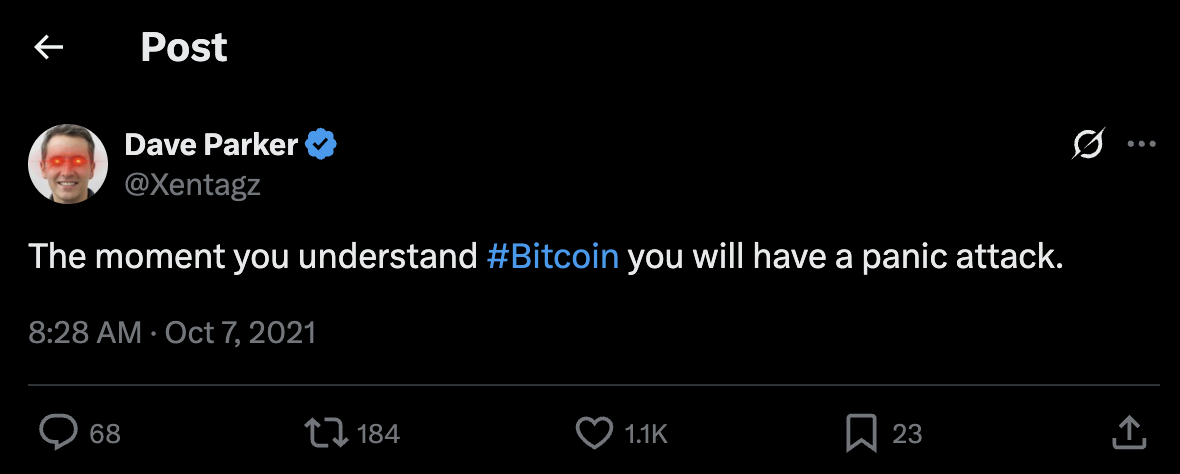 Post
Dave Parker
@Xentagz
The moment you understand #Bitcoin you will have a panic attack.
8:28 AM · Oct 7, 2021
68 184 1.1K 23